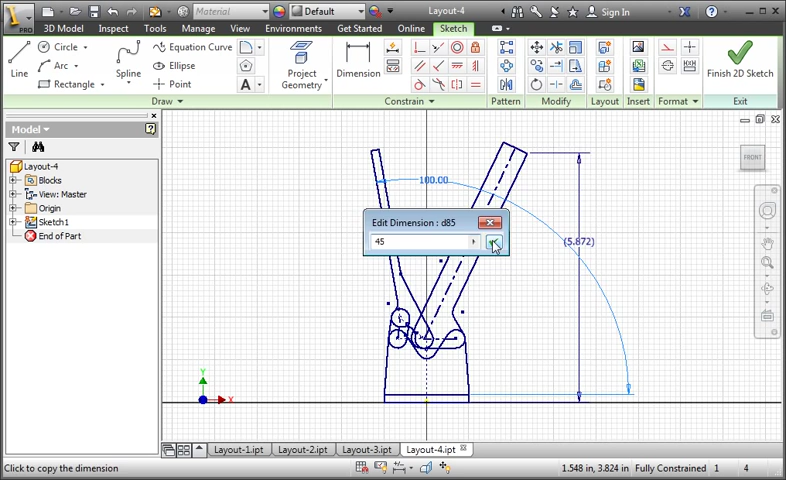 Material
Default
Layout-4
Sign In
PRO
3D Model
Inspect
Tools
Manage
View
Environments
Get Started
Online
Sketch
Line
Circle
Arc
Rectangle
Spline
Equation Curve
Ellipse
Point
A
Project
Geometry
Dimension
Finish 2D Sketch
Draw
Constrain
Pattern
Modify
Layout
Insert
Format
Exit
Model
Layout-4
Blocks
View: Master
Origin
Sketch1
End of Part
100.00
Edit Dimension : d85
45
(5.872)
FRONT
Y
X
Layout-1.ipt
Layout-2.ipt
Layout-3.ipt
Layout-4.ipt
Click to copy the dimension
1.548 in, 3.824 in
Fully Constrained
1
4